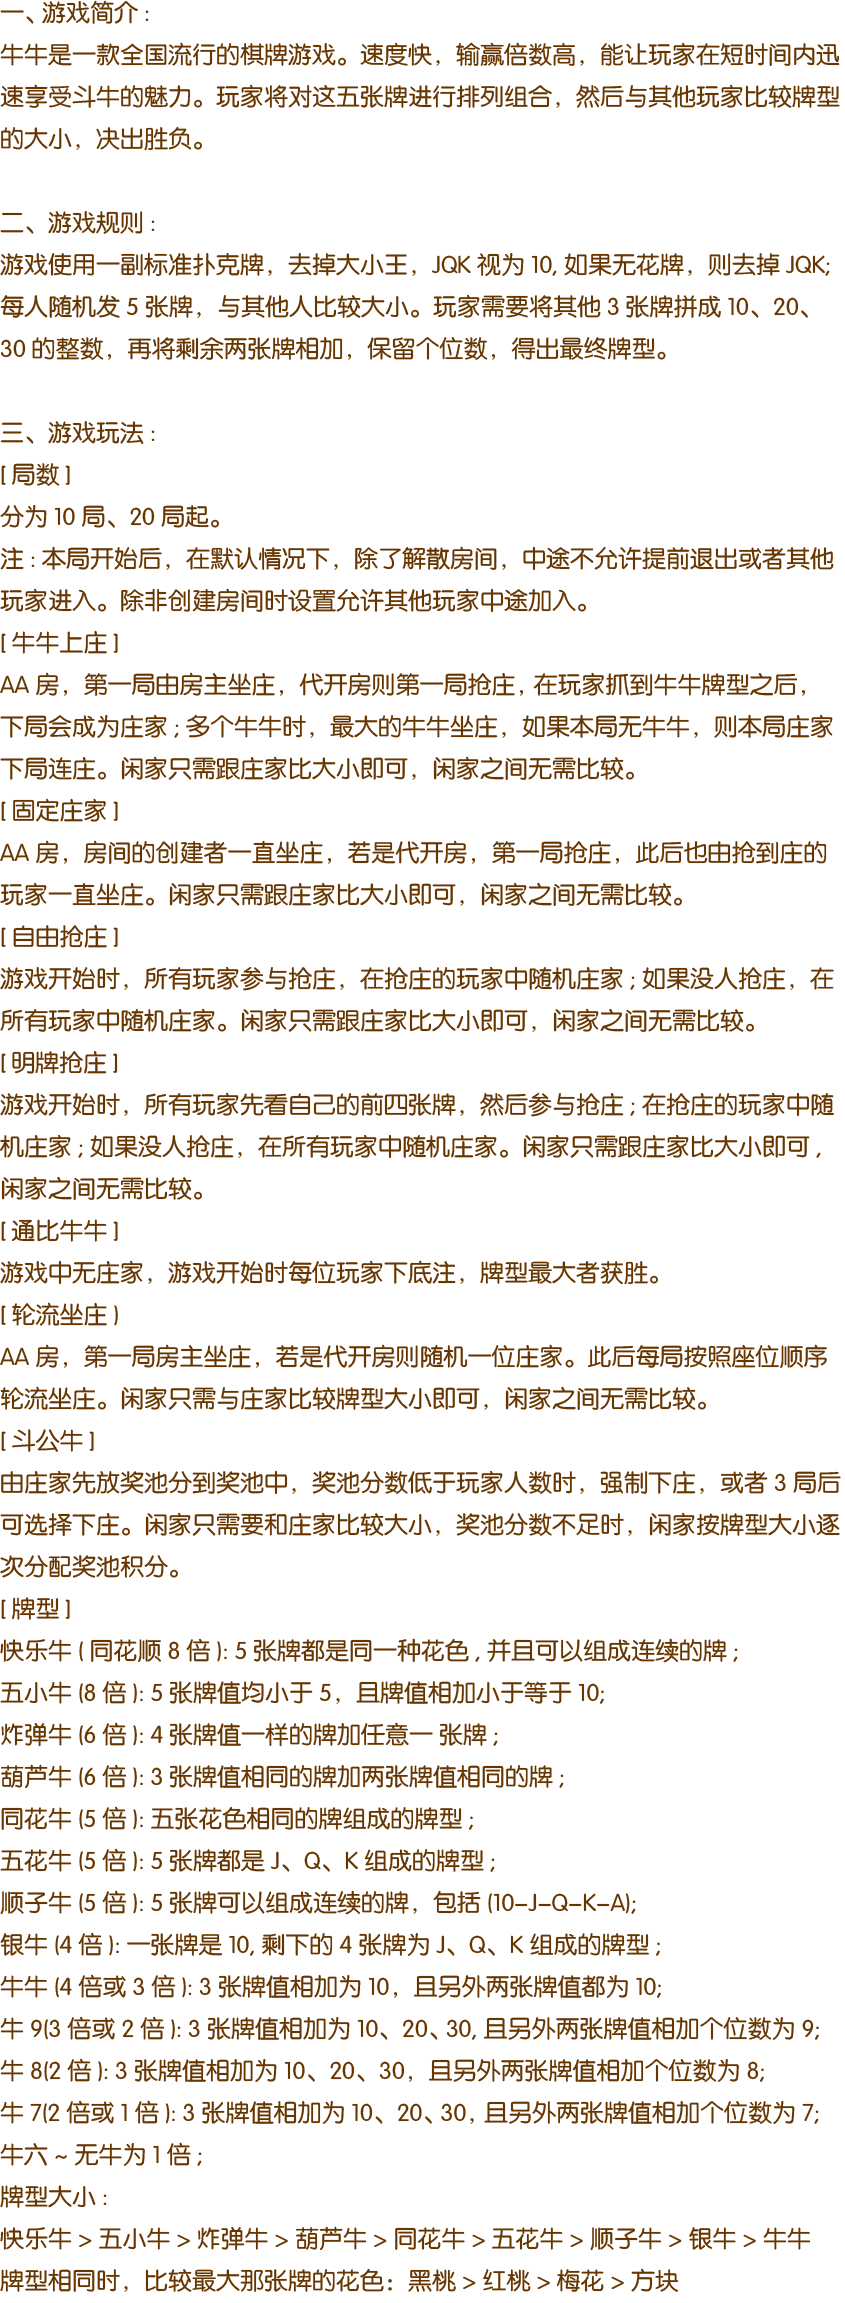 一、游戏简介 :
牛牛是一款全国流行的棋牌游戏。速度快，输赢倍数高，能让玩家在短时间内迅
速享受斗牛的魅力。玩家将对这五张牌进行排列组合，然后与其他玩家比较牌型
的大小，决出胜负。
二、游戏规则 :
游戏使用一副标准扑克牌，去掉大小王，JQK 视为 10, 如果无花牌，则去掉 JQK;
每人随机发 5 张牌，与其他人比较大小。玩家需要将其他 3 张牌拼成 10、20、
30 的整数，再将剩余两张牌相加，保留个位数，得出最终牌型。
三、游戏玩法 :
[ 局数 ]
分为 10 局、20 局起。
注 : 本局开始后，在默认情况下，除了解散房间，中途不允许提前退出或者其他
玩家进入。除非创建房间时设置允许其他玩家中途加入。
[ 牛牛上庄 ]
AA 房，第一局由房主坐庄，代开房则第一局抢庄, 在玩家抓到牛牛牌型之后，
下局会成为庄家 ; 多个牛牛时，最大的牛牛坐庄，如果本局无牛牛，则本局庄家
下局连庄。闲家只需跟庄家比大小即可，闲家之间无需比较。
[ 固定庄家 ]
AA 房，房间的创建者一直坐庄，若是代开房，第一局抢庄，此后也由抢到庄的
玩家一直坐庄。闲家只需跟庄家比大小即可，闲家之间无需比较。
[ 自由抢庄 ]
游戏开始时，所有玩家参与抢庄，在抢庄的玩家中随机庄家 ; 如果没人抢庄，在
所有玩家中随机庄家。闲家只需跟庄家比大小即可，闲家之间无需比较。
[ 明牌抢庄 ]
游戏开始时，所有玩家先看自己的前四张牌，然后参与抢庄 ; 在抢庄的玩家中随
机庄家 ; 如果没人抢庄，在所有玩家中随机庄家。闲家只需跟庄家比大小即可 ,
闲家之间无需比较。
[ 通比牛牛 ]
游戏中无庄家，游戏开始时每位玩家下底注，牌型最大者获胜。
[ 轮流坐庄 )
AA 房，第一局房主坐庄，若是代开房则随机一位庄家。此后每局按照座位顺序
轮流坐庄。闲家只需与庄家比较牌型大小即可，闲家之间无需比较。
[ 斗公牛 ]
由庄家先放奖池分到奖池中，奖池分数低于玩家人数时，强制下庄，或者 3 局后
可选择下庄。闲家只需要和庄家比较大小，奖池分数不足时，闲家按牌型大小逐
次分配奖池积分。
[ 牌型 ]
快乐牛 ( 同花顺 8 倍 ): 5 张牌都是同一种花色 , 并且可以组成连续的牌 ;
五小牛 (8 倍 ): 5 张牌值均小于 5，且牌值相加小于等于 10;
炸弹牛 (6 倍 ): 4 张牌值一样的牌加任意一 张牌 ;
葫芦牛 (6 倍 ): 3 张牌值相同的牌加两张牌值相同的牌 ;
同花牛 (5 倍 ): 五张花色相同的牌组成的牌型 ;
五花牛 (5 倍 ): 5 张牌都是 J、Q、K 组成的牌型 ;
顺子牛 (5 倍 ): 5 张牌可以组成连续的牌，包括 (10–J–Q–K–A);
银牛 (4 倍 ): 一张牌是 10, 剩下的 4 张牌为 J、Q、K 组成的牌型 ;
牛牛 (4 倍或 3 倍 ): 3 张牌值相加为 10，且另外两张牌值都为 10;
牛 9(3 倍或 2 倍 ): 3 张牌值相加为 10、20、30, 且另外两张牌值相加个位数为 9;
牛 8(2 倍 ): 3 张牌值相加为 10、20、30，且另外两张牌值相加个位数为 8;
牛 7(2 倍或 1 倍 ): 3 张牌值相加为 10、20、30, 且另外两张牌值相加个位数为 7;
牛六 ~ 无牛为 1 倍 ;
牌型大小 :
快乐牛 > 五小牛 > 炸弹牛 > 葫芦牛 > 同花牛 > 五花牛 > 顺子牛 > 银牛 > 牛牛
牌型相同时，比较最大那张牌的花色：黑桃 > 红桃 > 梅花 > 方块